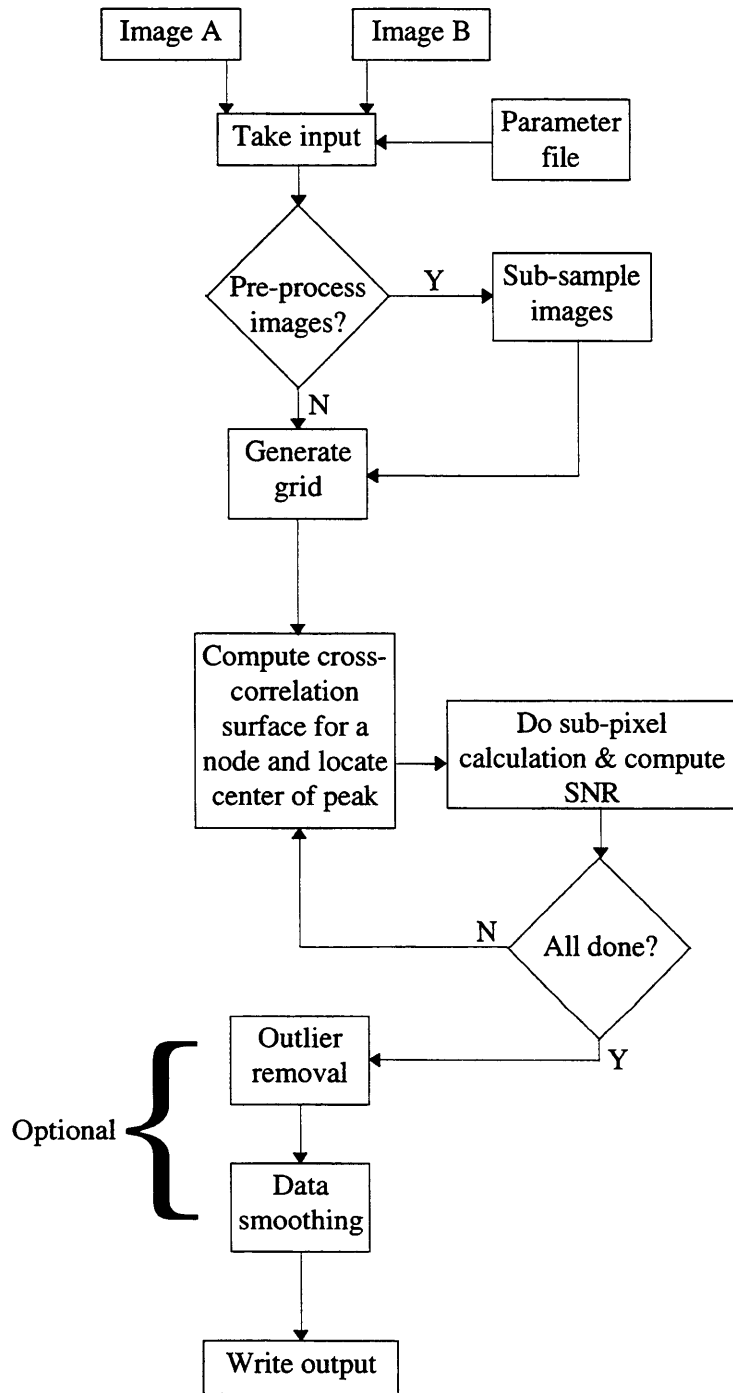 Image A
Image B
Take input
Parameter
file
Pre-process
images?
Y
Sub-sample
images
N
Generate
grid
Compute cross-
correlation
surface for a
node and locate
center of peak
Do sub-pixel
calculation & compute
SNR
N
All done?
Y
Outlier
removal
Optional
Data
smoothing
Write output